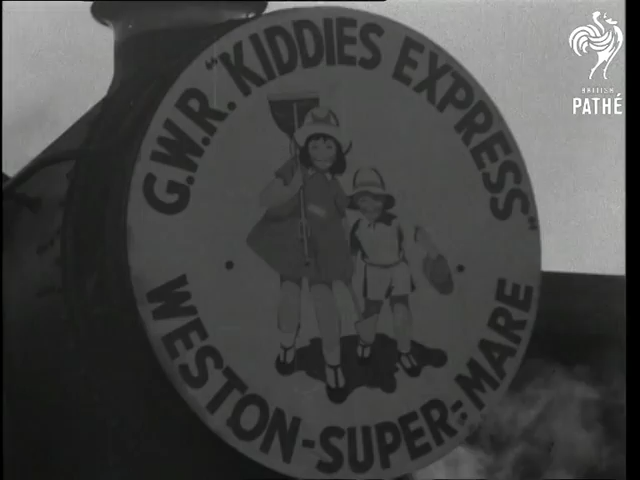 G.W.R. "KIDDIES EXPRESS"
WESTON-SUPER-MARE
BRITISH
PATHÉ